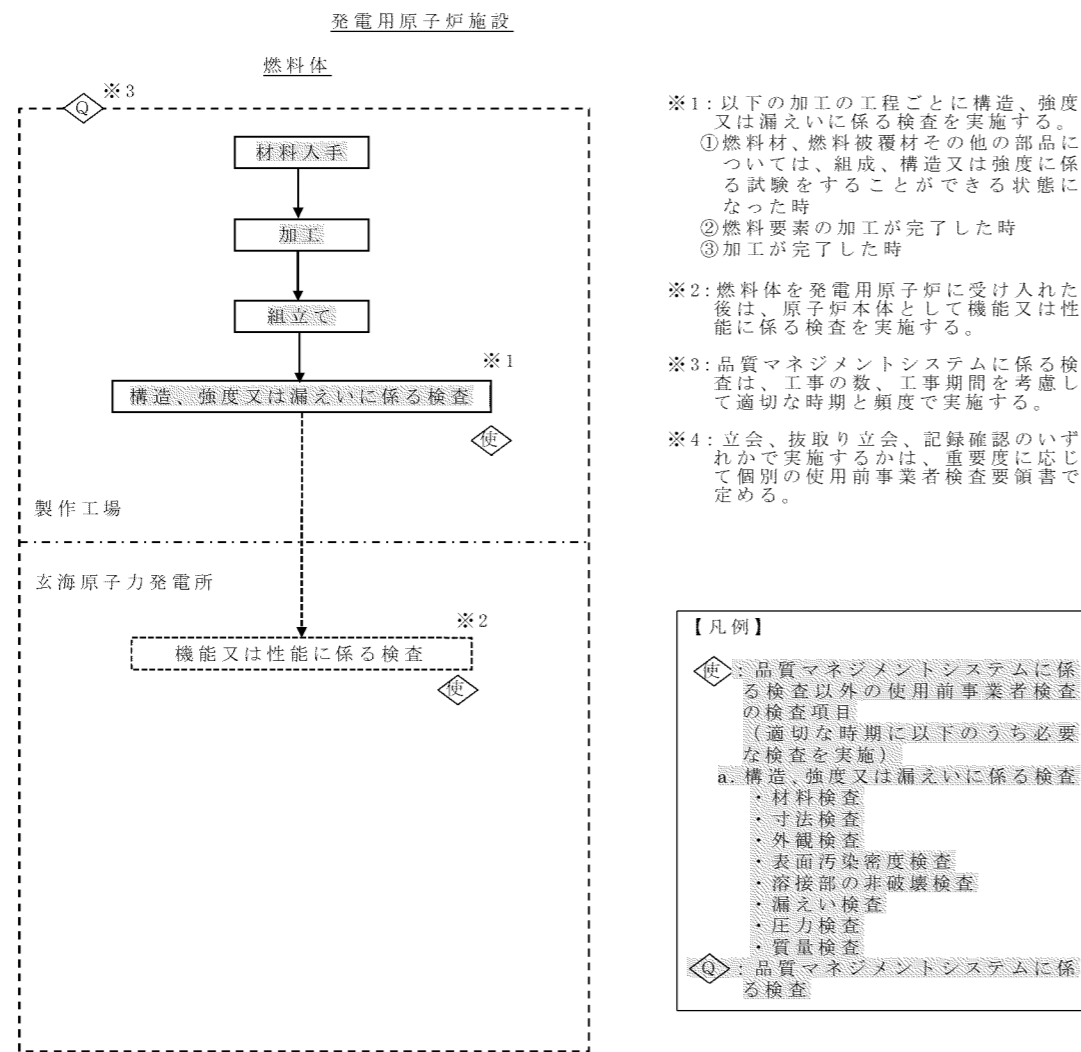 発電用原子炉施設
燃料体
Q
※3
材料入手
加工
組立て
※1
構造、強度又は漏えいに係る検査
使
製作工場
玄海原子力発電所
※2
機能又は性能に係る検査
使
※1:以下の加工の工程ごとに構造、強度
又は漏えいに係る検査を実施する。
①燃料材、燃料被覆材その他の部品に
ついては、組成、構造又は強度に係
る試験をすることができる状態に
なった時
②燃料要素の加工が完了した時
③加工が完了した時
※2:燃料体を発電用原子炉に受け入れた
後は、原子炉本体として機能又は性
能に係る検査を実施する。
※3:品質マネジメントシステムに係る検
査は、工事の数、工事期間を考慮し
て適切な時期と頻度で実施する。
※4:立会、抜取り立会、記録確認のいず
れかで実施するかは、重要度に応じ
て個別の使用前事業者検査要領書で
定める。
【凡例】
使:品質マネジメントシステムに係
る検査以外の使用前事業者検査
の検査項目
(適切な時期に以下のうち必要
な検査を実施)
a.構造、強度又は漏えいに係る検査
・材料検査
・寸法検査
・外観検査
・表面汚染密度検査
・溶接部の非破壊検査
・漏えい検査
・圧力検査
・質量検査
Q:品質マネジメントシステムに係
る検査